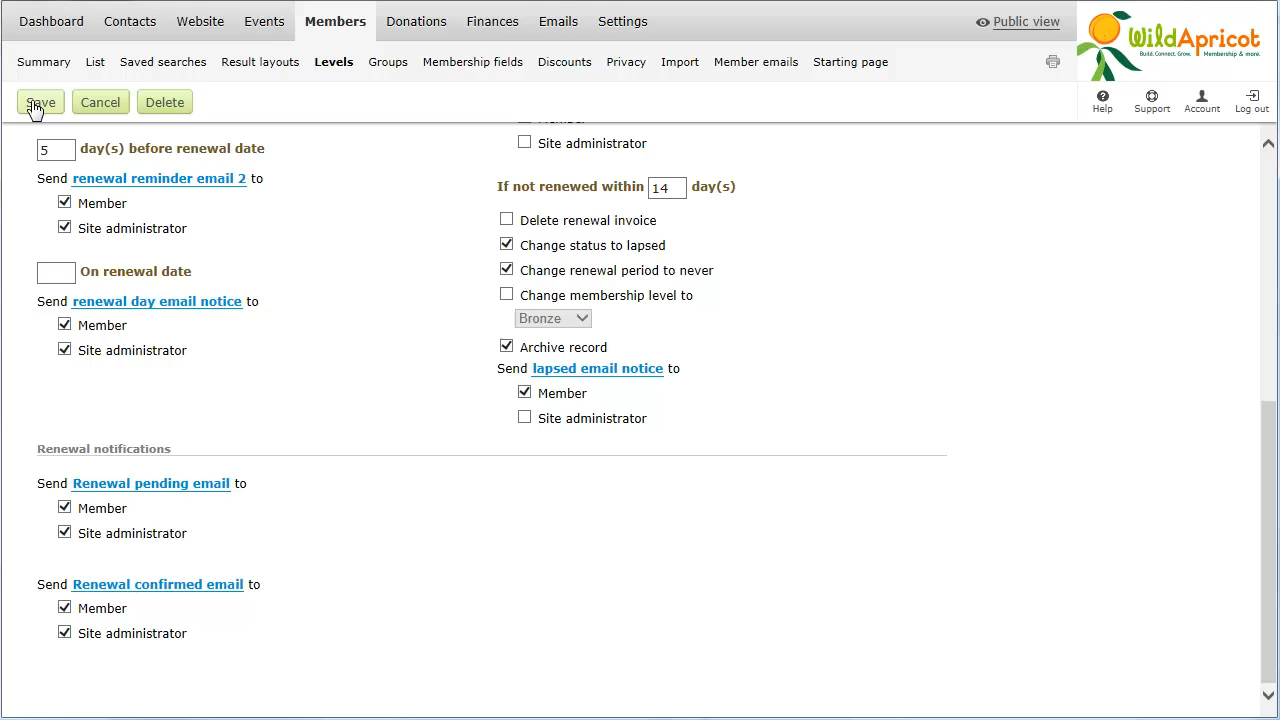 Dashboard Contacts Website Events Members Donations Finances Emails Settings Public view
WildApricot
Build. Connect. Grow. Membership & more.
Summary List Saved searches Result layouts Levels Groups Membership fields Discounts Privacy Import Member emails Starting page
Save Cancel Delete
Help Support Account Log out
5 day(s) before renewal date
Send renewal reminder email 2 to
Member
Site administrator
On renewal date
Send renewal day email notice to
Member
Site administrator
Site administrator
If not renewed within 14 day(s)
Delete renewal invoice
Change status to lapsed
Change renewal period to never
Change membership level to
Bronze
Archive record
Send lapsed email notice to
Member
Site administrator
Renewal notifications
Send Renewal pending email to
Member
Site administrator
Send Renewal confirmed email to
Member
Site administrator